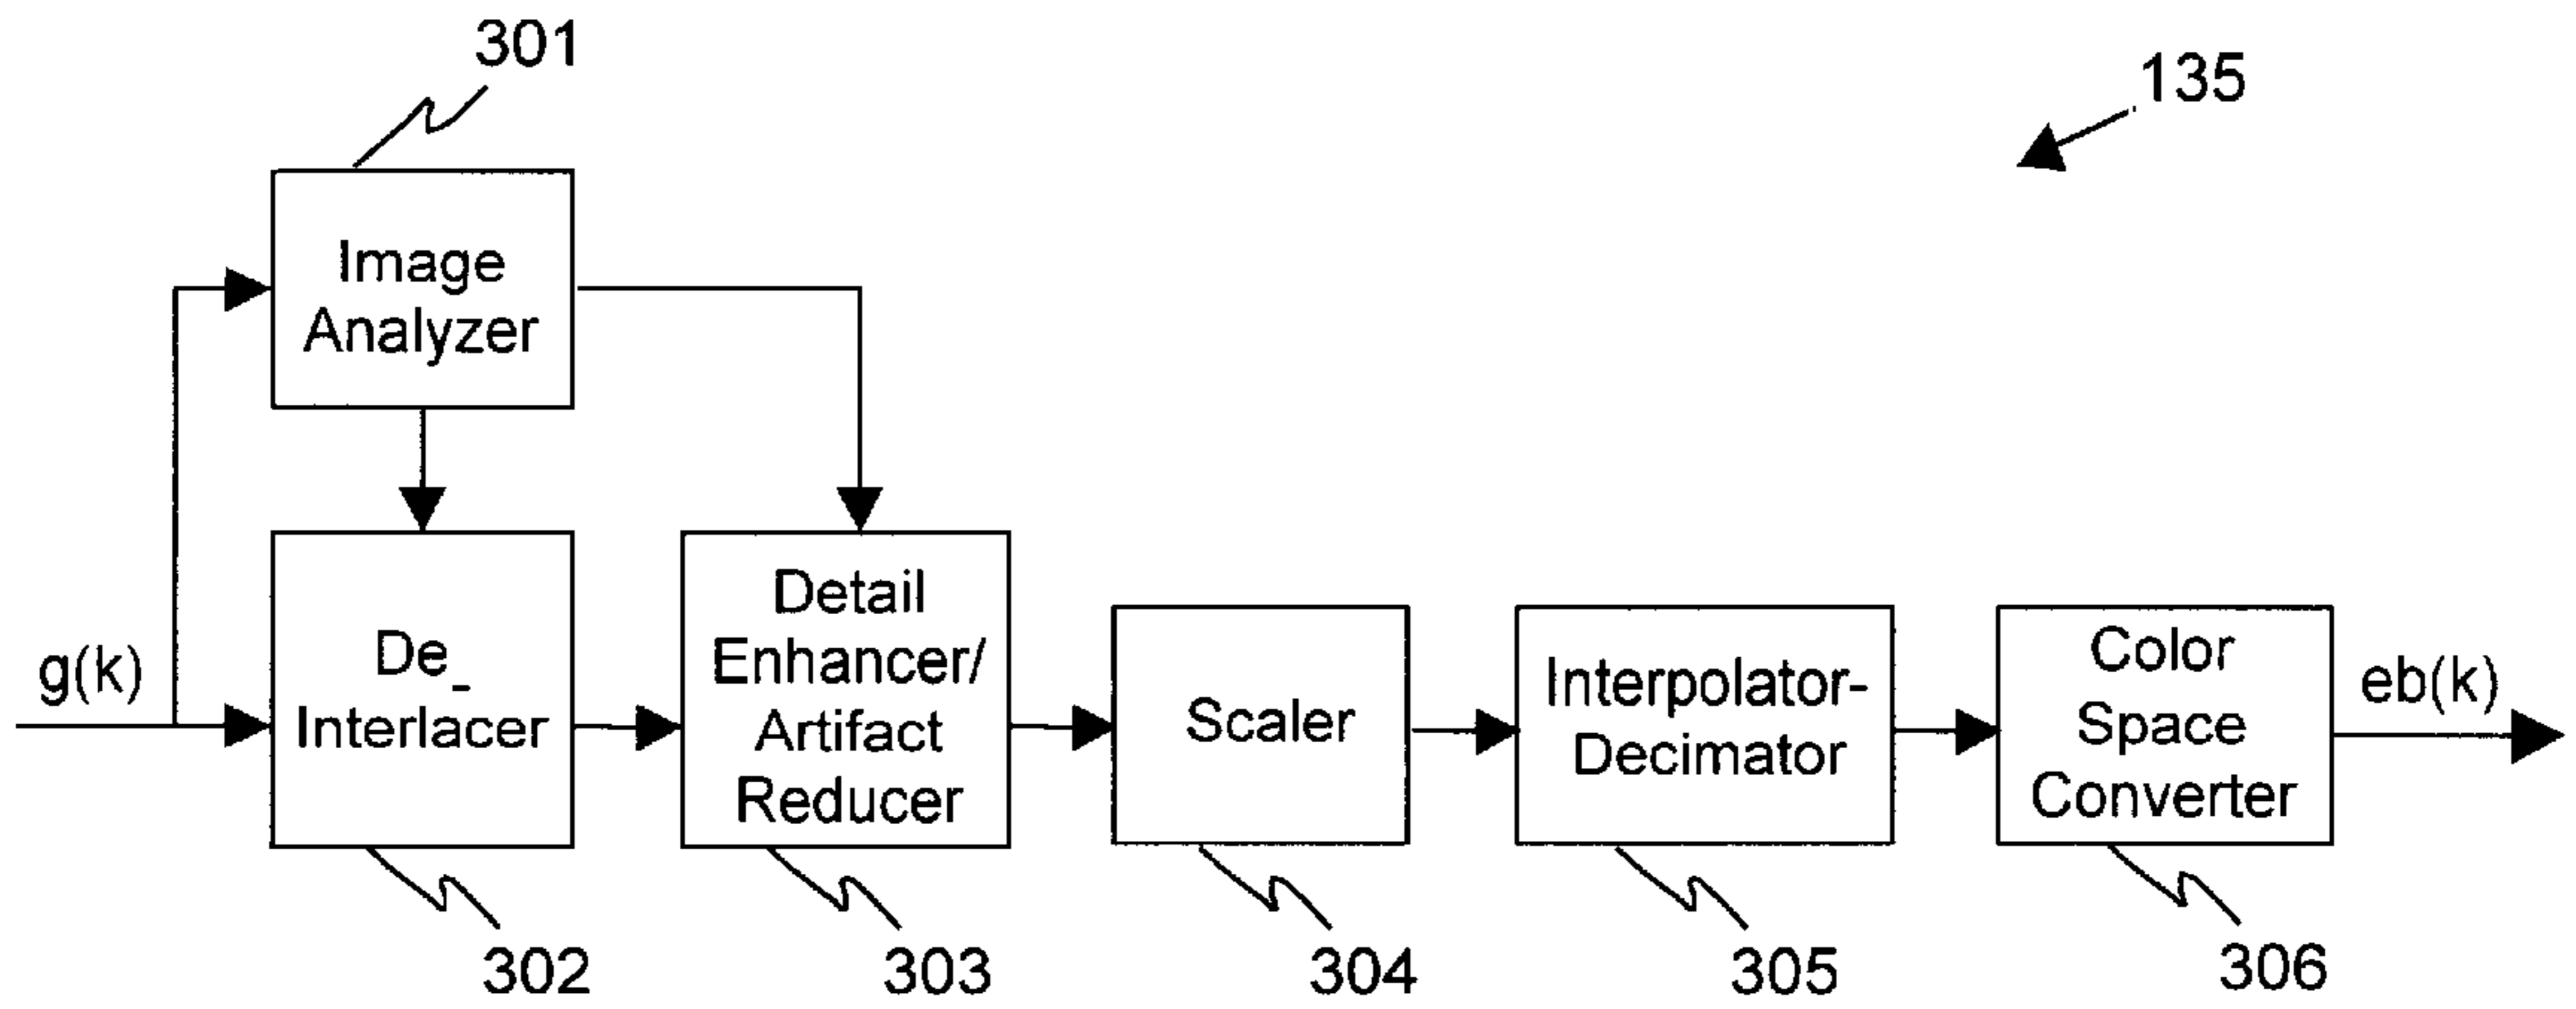 301
135
Image
Analyzer
g(k)
De_
Interlacer
Detail
Enhancer/
Artifact
Reducer
Scaler
Interpolator-
Decimator
Color
Space
Converter
eb(k)
302
303
304
305
306